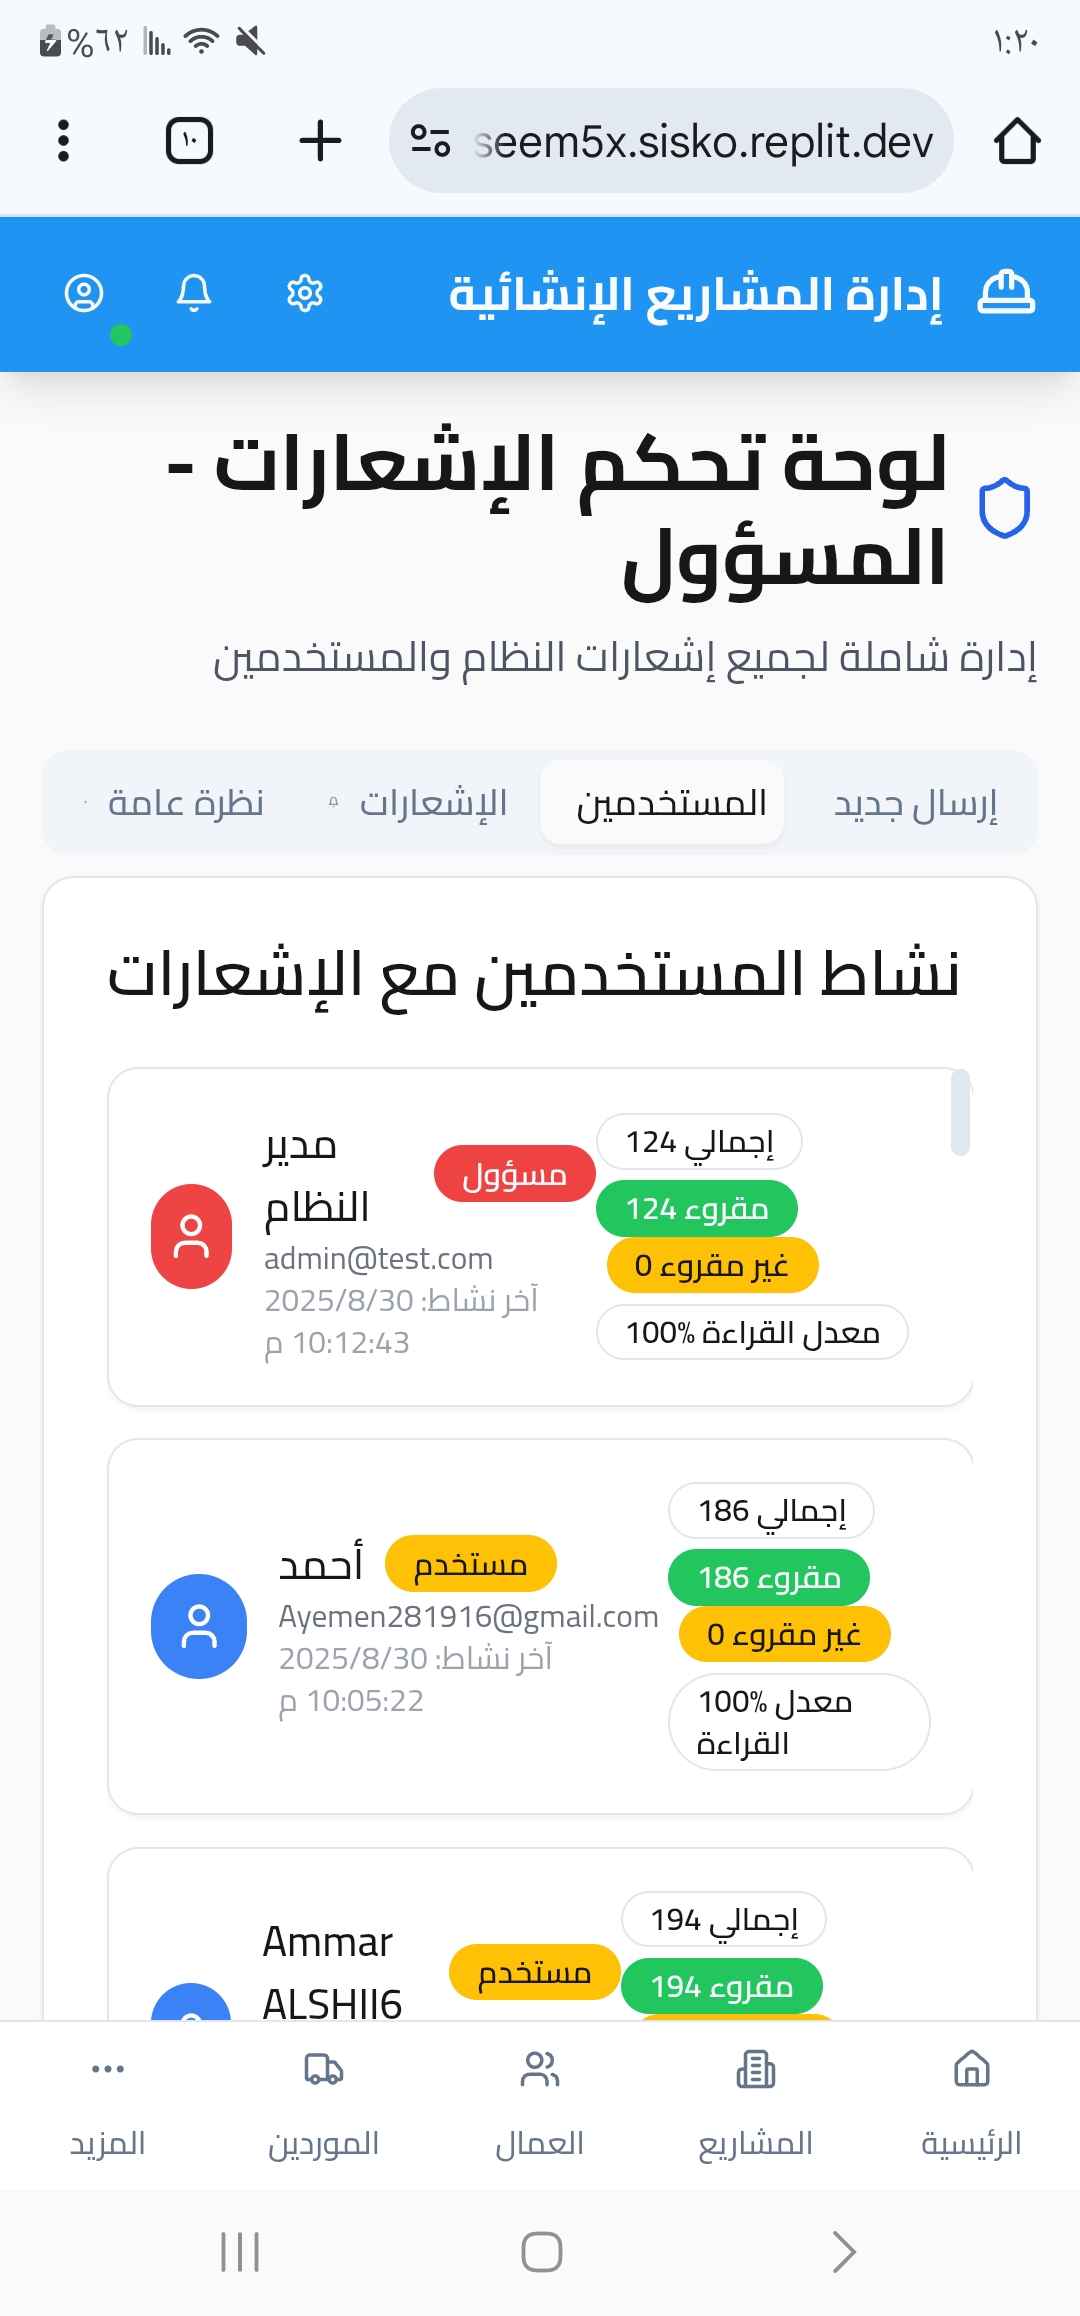 ١:٢٠
%٦٢
١٠
seem5x.sisko.replit.dev
إدارة المشاريع الإنشائية
لوحة تحكم الإشعارات -
المسؤول
إدارة شاملة لجميع إشعارات النظام والمستخدمين
إرسال جديد
المستخدمين
الإشعارات
نظرة عامة
نشاط المستخدمين مع الإشعارات
مدير
النظام
مسؤول
admin@test.com
آخر نشاط: 2025/8/30
10:12:43 م
إجمالي 124
مقروء 124
غير مقروء 0
معدل القراءة %100
أحمد
مستخدم
Ayemen281916@gmail.com
آخر نشاط: 2025/8/30
10:05:22 م
إجمالي 186
مقروء 186
غير مقروء 0
معدل %100
القراءة
Ammar
ALSHII6
مستخدم
إجمالي 194
مقروء 194
الرئيسية
المشاريع
العمال
الموردين
المزيد